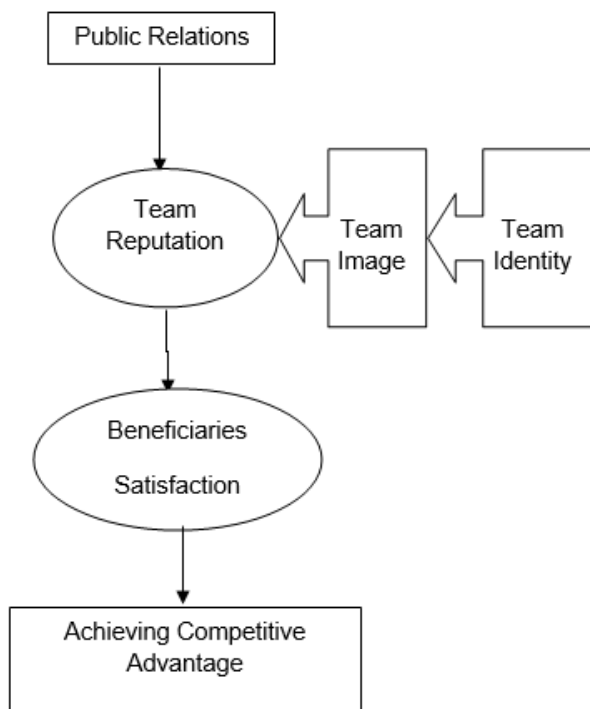 Public Relations
Team
Reputation
Team
Image
Team
Identity
Beneficiaries
Satisfaction
Achieving Competitive
Advantage